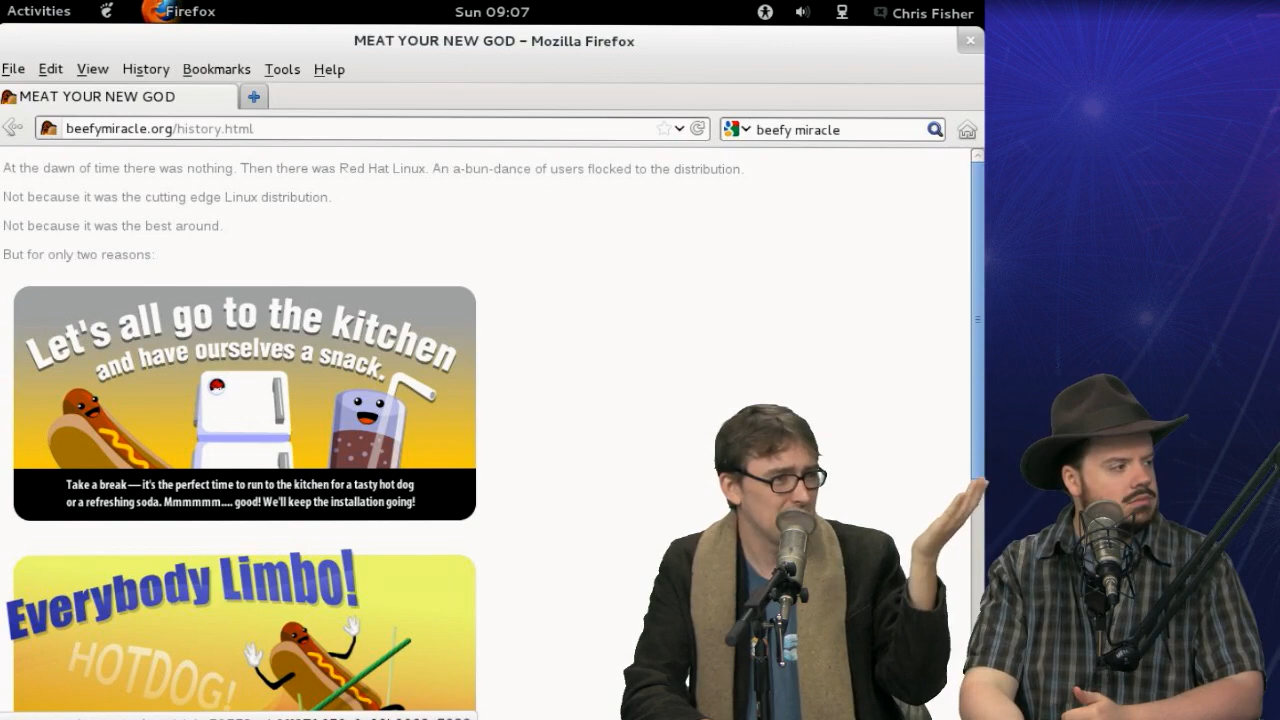 Activities Firefox Sun 09:07 Chris Fisher
MEAT YOUR NEW GOD – Mozilla Firefox
File Edit View History Bookmarks Tools Help
MEAT YOUR NEW GOD
beefymiracle.org/history.html beefy miracle
At the dawn of time there was nothing. Then there was Red Hat Linux. An a-bun-dance of users flocked to the distribution.
Not because it was the cutting edge Linux distribution.
Not because it was the best around.
But for only two reasons:
Let's all go to the kitchen
and have ourselves a snack.
Take a break—it's the perfect time to run to the kitchen for a tasty hot dog
or a refreshing soda. Mmmmmm.... good! We'll keep the installation going!
Everybody Limbo!
HOTDOG!